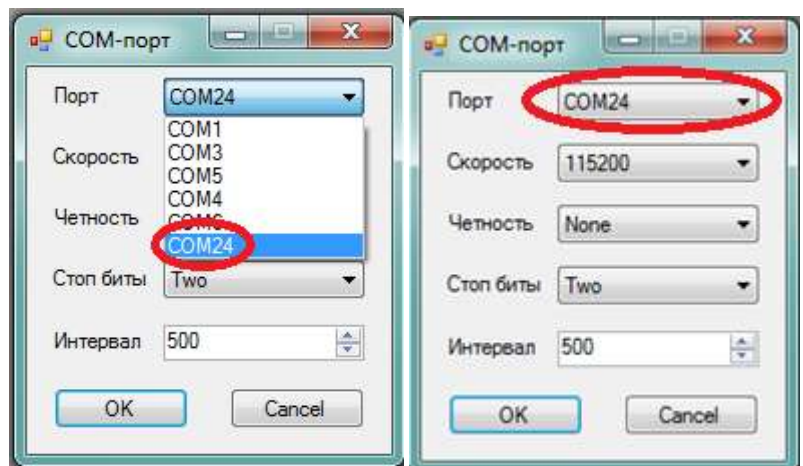 COM-порт
Порт COM24
COM1
COM3
Скорость
COM5
COM4
Четность
COM24
Стоп биты Two
Интервал 500
OK Cancel
COM-порт
Порт COM24
Скорость 115200
Четность None
Стоп биты Two
Интервал 500
OK Cancel